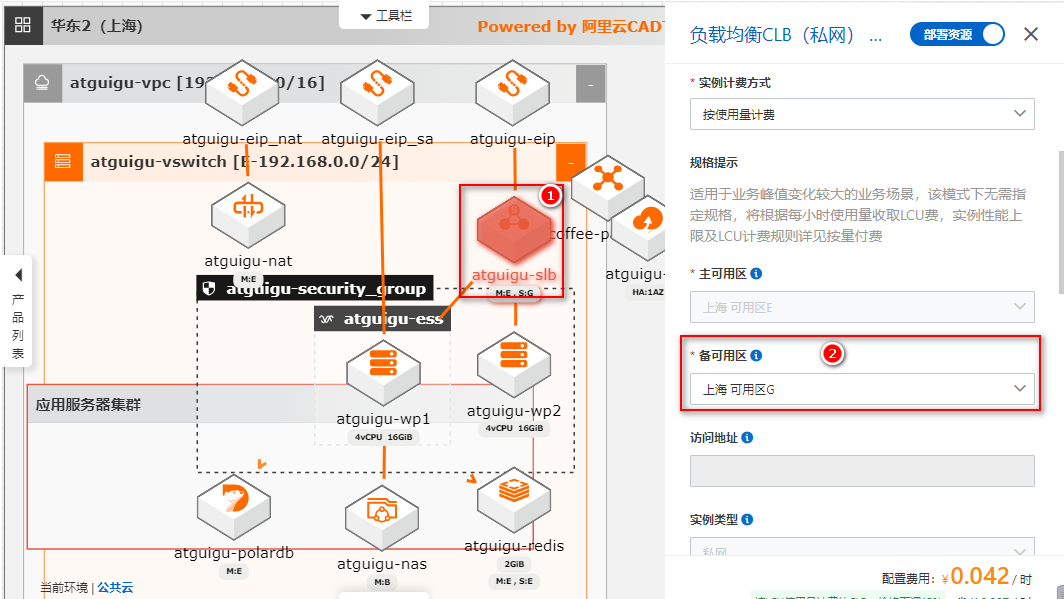 华东2（上海）
工具栏
Powered by 阿里云CADT
atguigu-vpc [192
0/16]
atguigu-eip_nat
atguigu-eip_sa
atguigu-eip
atguigu-vswitch [E-192.168.0.0/24]
1
atguigu-nat
M:E
atguigu-slb
M:E , S:G
coffee-p
atguigu-
HA:1AZ
atguigu-security_group
atguigu-ess
产品列表
应用服务器集群
atguigu-wp1
4vCPU 16GiB
atguigu-wp2
4vCPU 16GiB
atguigu-polardb
M:E
atguigu-nas
M:B
atguigu-redis
2GiB
M:E , S:E
当前环境 | 公共云
负载均衡CLB（私网） ...
部署资源
* 实例计费方式
按使用量计费
规格提示
适用于业务峰值变化较大的业务场景，该模式下无需指
定规格，将根据每小时使用量收取LCU费，实例性能上
限及LCU计费规则详见按量付费
* 主可用区
上海 可用区E
* 备可用区
2
上海 可用区G
访问地址
实例类型
私网
配置费用：¥0.042 / 时